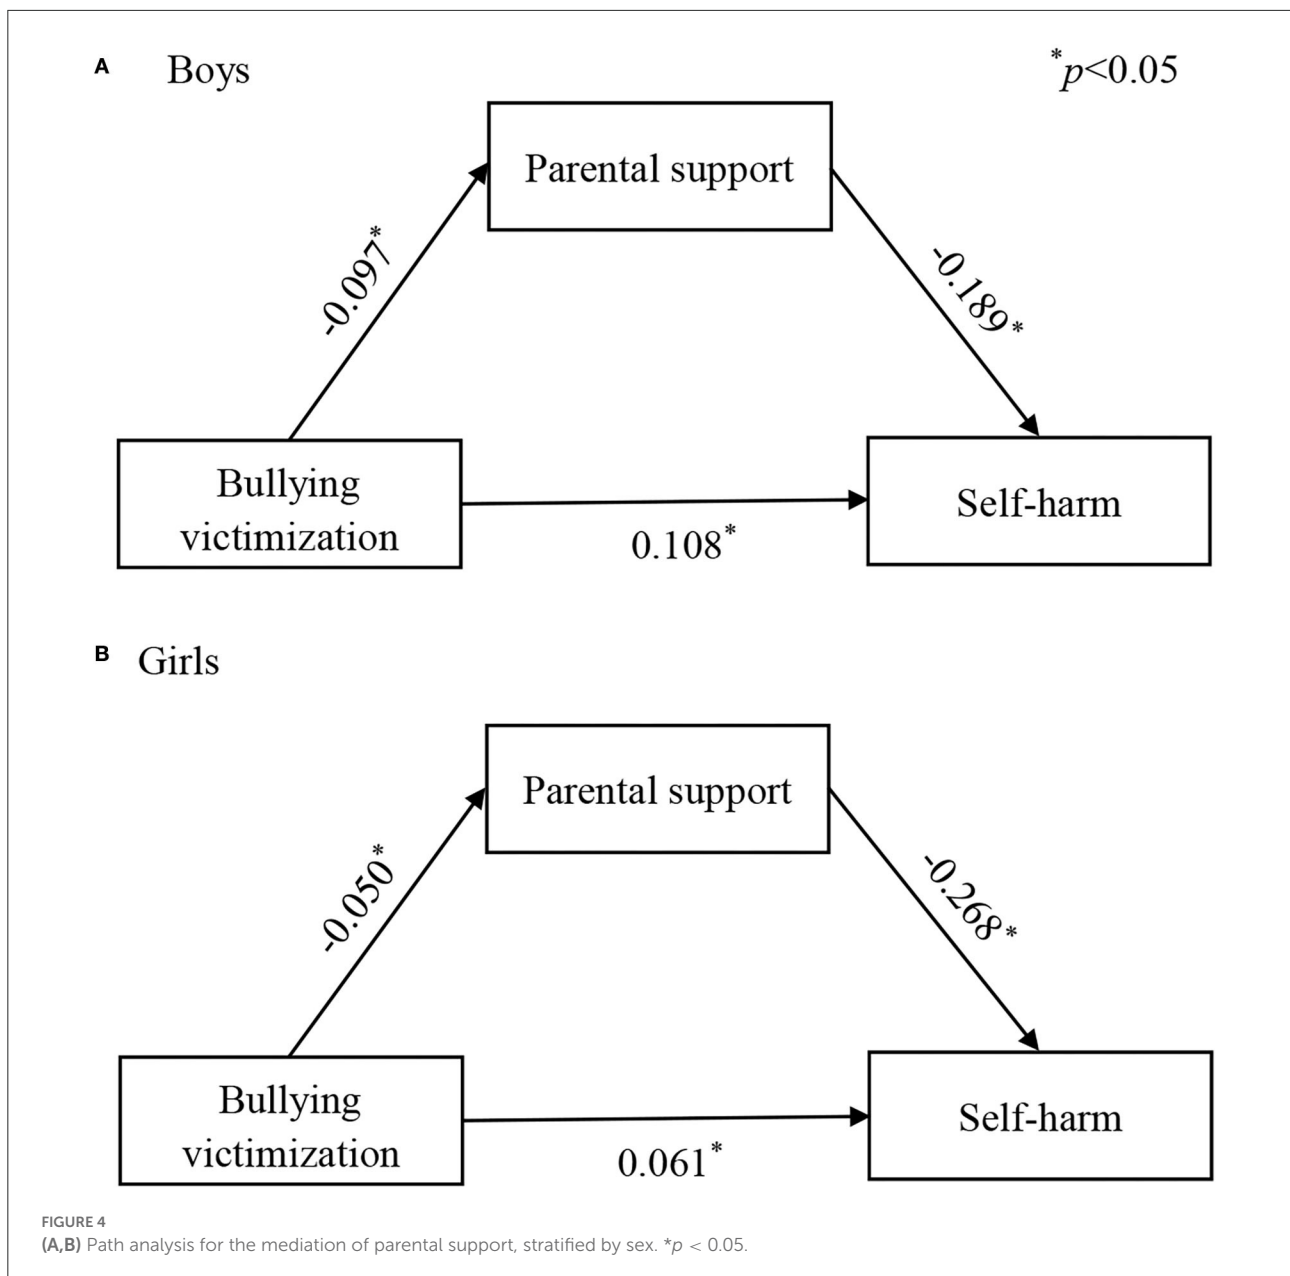 A Boys
*p<0.05
Parental support
-0.097*
-0.189*
Bullying
victimization
Self-harm
0.108*
B Girls
Parental support
-0.050*
-0.268*
Bullying
victimization
Self-harm
0.061*
FIGURE 4
(A,B) Path analysis for the mediation of parental support, stratified by sex. *p < 0.05.